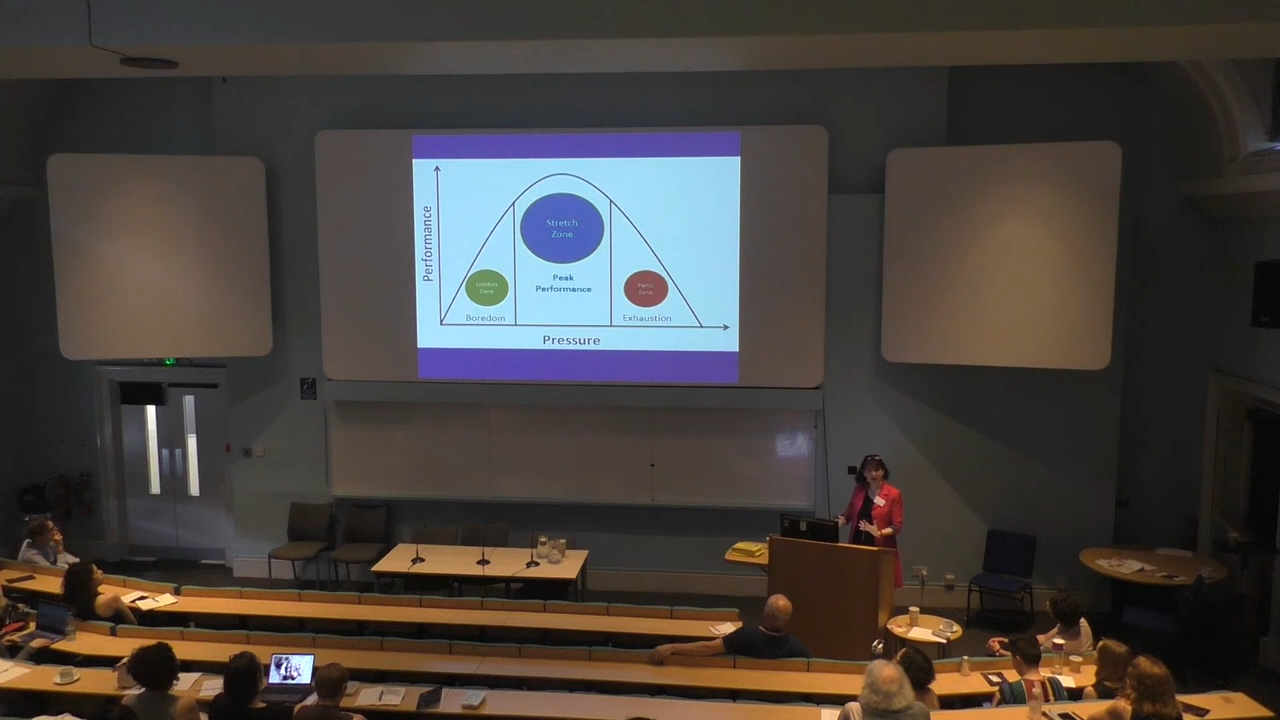 Performance
Stretch
Zone
Comfort
Zone
Peak
Performance
Panic
Zone
Boredom
Exhaustion
Pressure